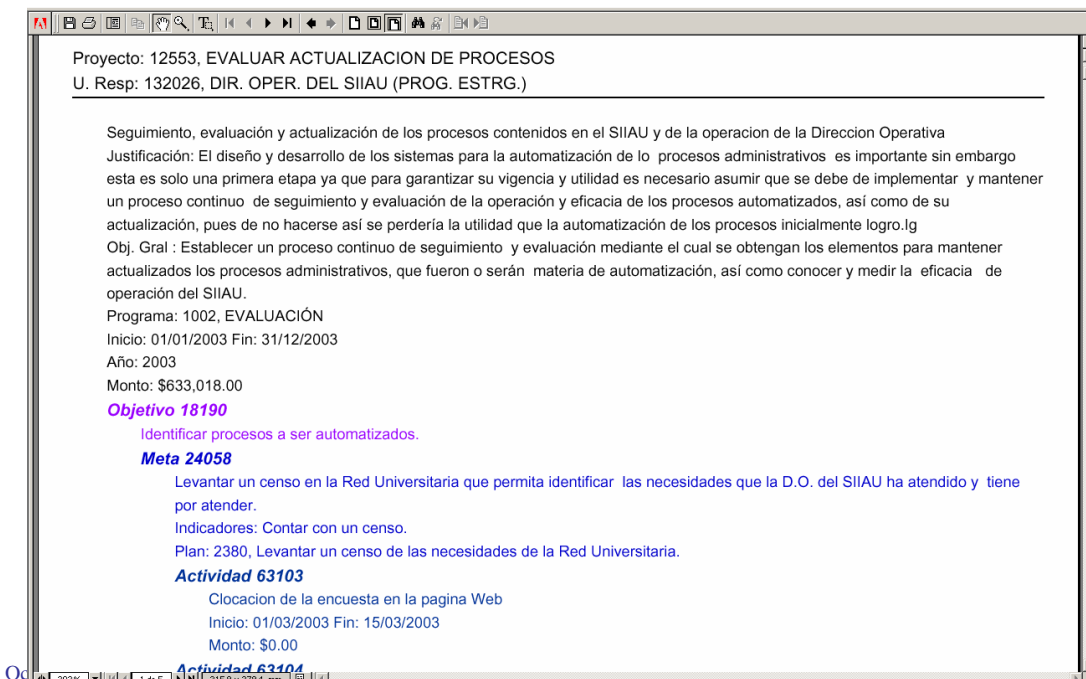 Proyecto: 12553, EVALUAR ACTUALIZACION DE PROCESOS
U. Resp: 132026, DIR. OPER. DEL SIIAU (PROG. ESTRG.)
Seguimiento, evaluación y actualización de los procesos contenidos en el SIIAU y de la operacion de la Direccion Operativa
Justificación: El diseño y desarrollo de los sistemas para la automatización de lo procesos administrativos es importante sin embargo
esta es solo una primera etapa ya que para garantizar su vigencia y utilidad es necesario asumir que se debe de implementar y mantener
un proceso continuo de seguimiento y evaluación de la operación y eficacia de los procesos automatizados, así como de su
actualización, pues de no hacerse así se perdería la utilidad que la automatización de los procesos inicialmente logro.Ig
Obj. Gral : Establecer un proceso continuo de seguimiento y evaluación mediante el cual se obtengan los elementos para mantener
actualizados los procesos administrativos, que fueron o serán materia de automatización, así como conocer y medir la eficacia de
operación del SIIAU.
Programa: 1002, EVALUACIÓN
Inicio: 01/01/2003 Fin: 31/12/2003
Año: 2003
Monto: $633,018.00
Objetivo 18190
Identificar procesos a ser automatizados.
Meta 24058
Levantar un censo en la Red Universitaria que permita identificar las necesidades que la D.O. del SIIAU ha atendido y tiene
por atender.
Indicadores: Contar con un censo.
Plan: 2380, Levantar un censo de las necesidades de la Red Universitaria.
Actividad 63103
Clocacion de la encuesta en la pagina Web
Inicio: 01/03/2003 Fin: 15/03/2003
Monto: $0.00
Actividad 63104
1 de 5